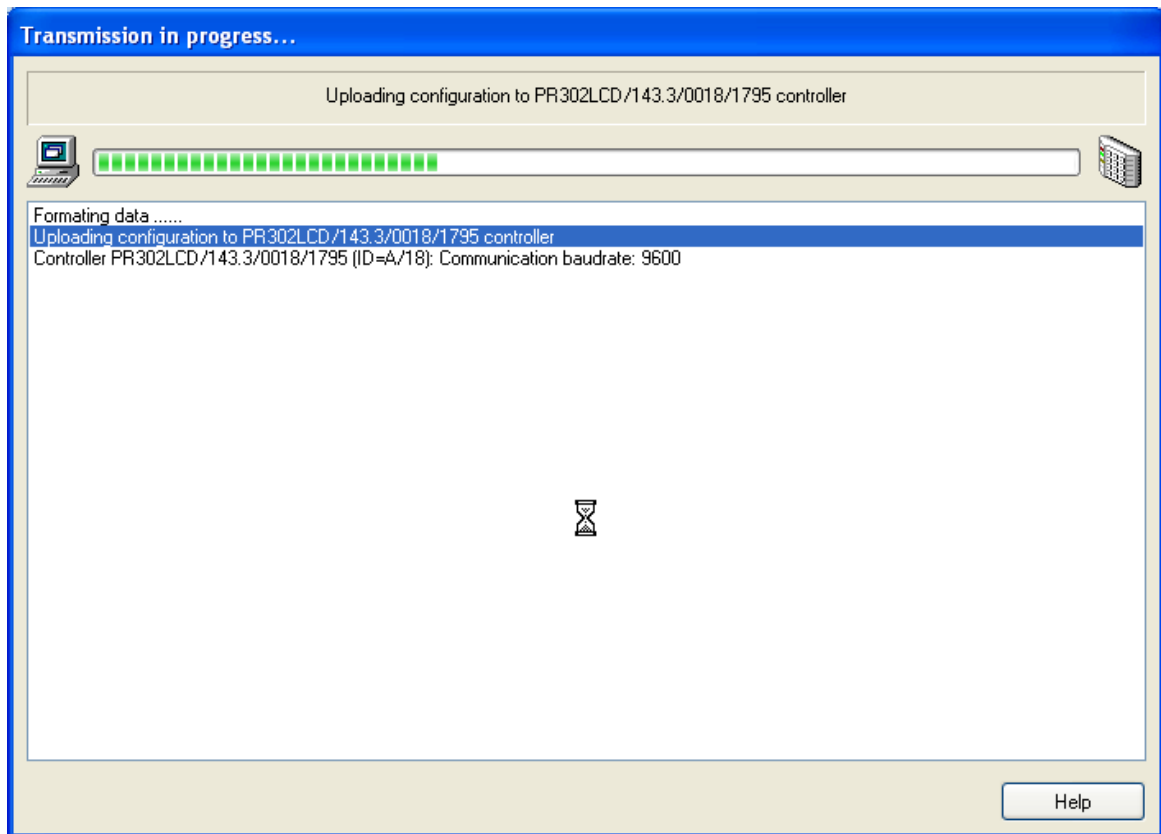 Transmission in progress...
Uploading configuration to PR302LCD/143.3/0018/1795 controller
Formating data ......
Uploading configuration to PR302LCD/143.3/0018/1795 controller
Controller PR302LCD/143.3/0018/1795 (ID=A/18): Communication baudrate: 9600
Help